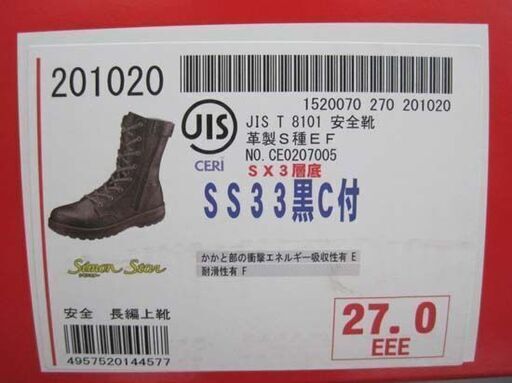 201020
1520070 270 201020
JIS
CERI
JIS T 8101 安全靴
革製S種EF
NO.CE0207005
SX3層底
SS33黒C付
Simon Star
かかと部の衝撃エネルギー吸収性有 E
耐滑性有 F
安全 長編上靴
4957520144577
27.0
EEE